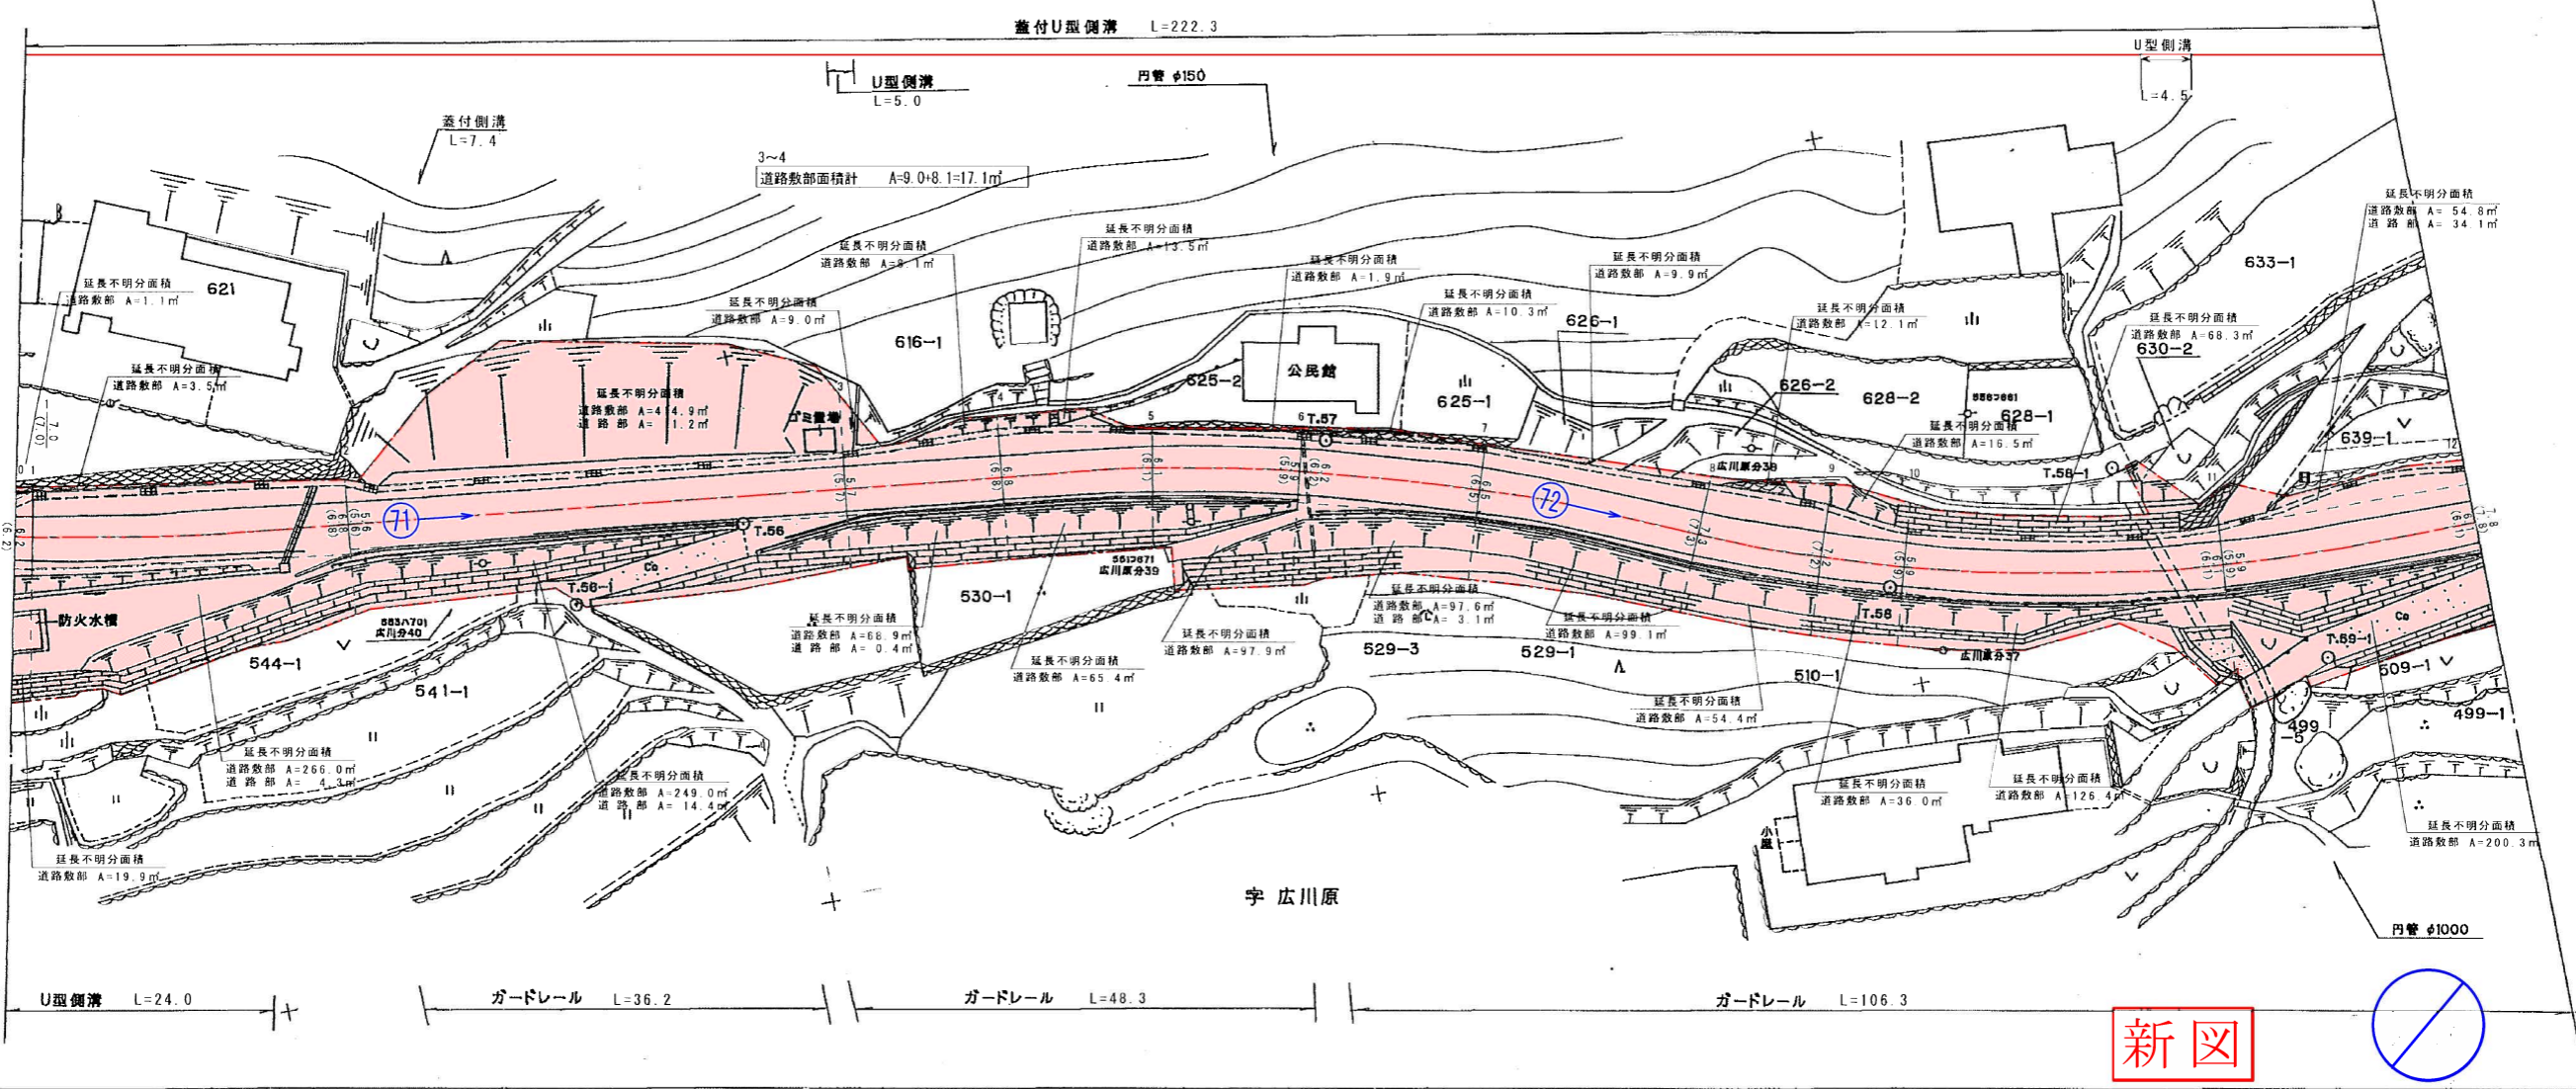 蓋付U型側溝 L=222.3
U型側溝
L=4.5
U型側溝
L=5.0
円管 φ150
蓋付側溝
L=7.4
3~4
道路敷部面積計 A=9.0+8.1=17.1㎡
延長不明分面積
道路敷部 A= 54.8㎡
道路部 A= 34.1㎡
延長不明分面積
道路敷部 A=13.5㎡
延長不明分面積
道路敷部 A=8.1㎡
延長不明分面積
道路敷部 A=1.9㎡
延長不明分面積
道路敷部 A=9.9㎡
633-1
延長不明分面積
道路敷部 A=1.1㎡
621
延長不明分面積
道路敷部 A=9.0㎡
延長不明分面積
道路敷部 A=10.3㎡
626-1
延長不明分面積
道路敷部 A=12.1㎡
延長不明分面積
道路敷部 A=68.3㎡
630-2
616-1
延長不明分面積
道路敷部 A=3.5㎡
公民館
625-2
625-1
626-2
628-2
628-1
延長不明分面積
道路敷部 A=414.9㎡
道路部 A= 1.2㎡
ゴミ置場
T.57
延長不明分面積
道路敷部 A=16.5㎡
639-1
広川原分38
T.58-1
71
72
T.56
Co
T.56-1
防火水槽
広川分40
544-1
541-1
広川原分39
530-1
延長不明分面積
道路敷部 A=68.9㎡
道路部 A= 0.4㎡
延長不明分面積
道路敷部 A=65.4㎡
延長不明分面積
道路敷部 A=97.9㎡
延長不明分面積
道路敷部 A=97.6㎡
道路部 A= 3.1㎡
延長不明分面積
道路敷部 A=99.1㎡
T.58
広川原分37
T.59-1
Co
529-3
529-1
510-1
509-1
499-1
499-5
延長不明分面積
道路敷部 A=54.4㎡
延長不明分面積
道路敷部 A=266.0㎡
延長不明分面積
道路敷部 A=249.0㎡
道路部 A= 14.4㎡
延長不明分面積
道路敷部 A=36.0㎡
延長不明分面積
道路敷部 A=126.4㎡
延長不明分面積
道路敷部 A=200.3㎡
延長不明分面積
道路敷部 A=19.9㎡
小屋
字 広川原
円管 φ1000
U型側溝 L=24.0
ガードレール L=36.2
ガードレール L=48.3
ガードレール L=106.3
新図